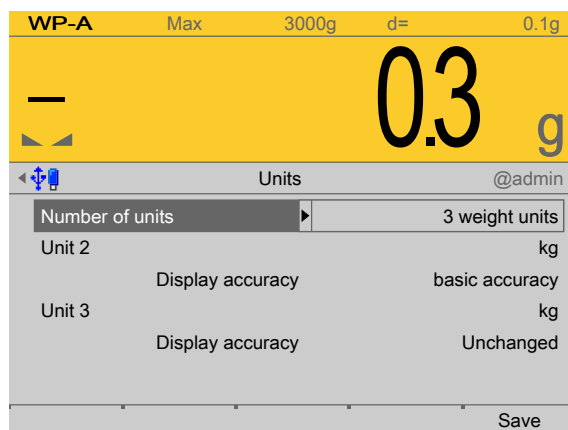 WP-A Max 3000g d= 0.1g
– 0.3 g
Units @admin
Number of units 3 weight units
Unit 2 kg
Display accuracy basic accuracy
Unit 3 kg
Display accuracy Unchanged
Save